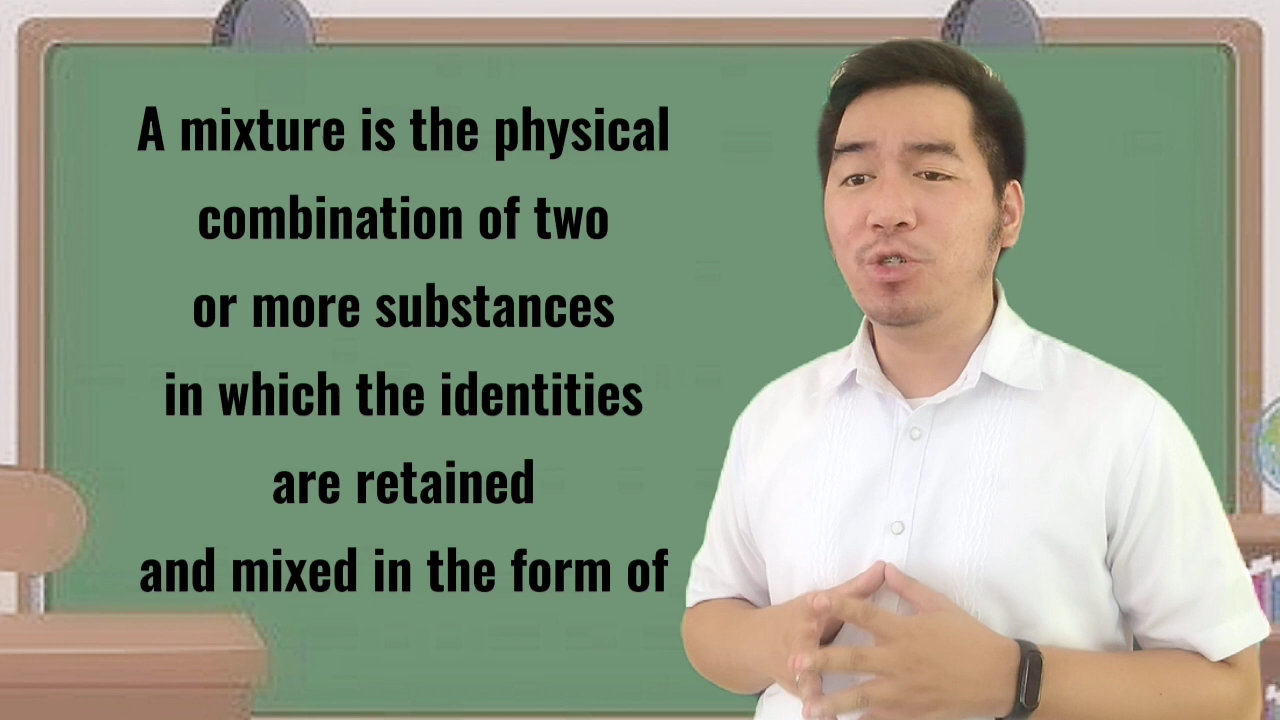 A mixture is the physical
combination of two
or more substances
in which the identities
are retained
and mixed in the form of